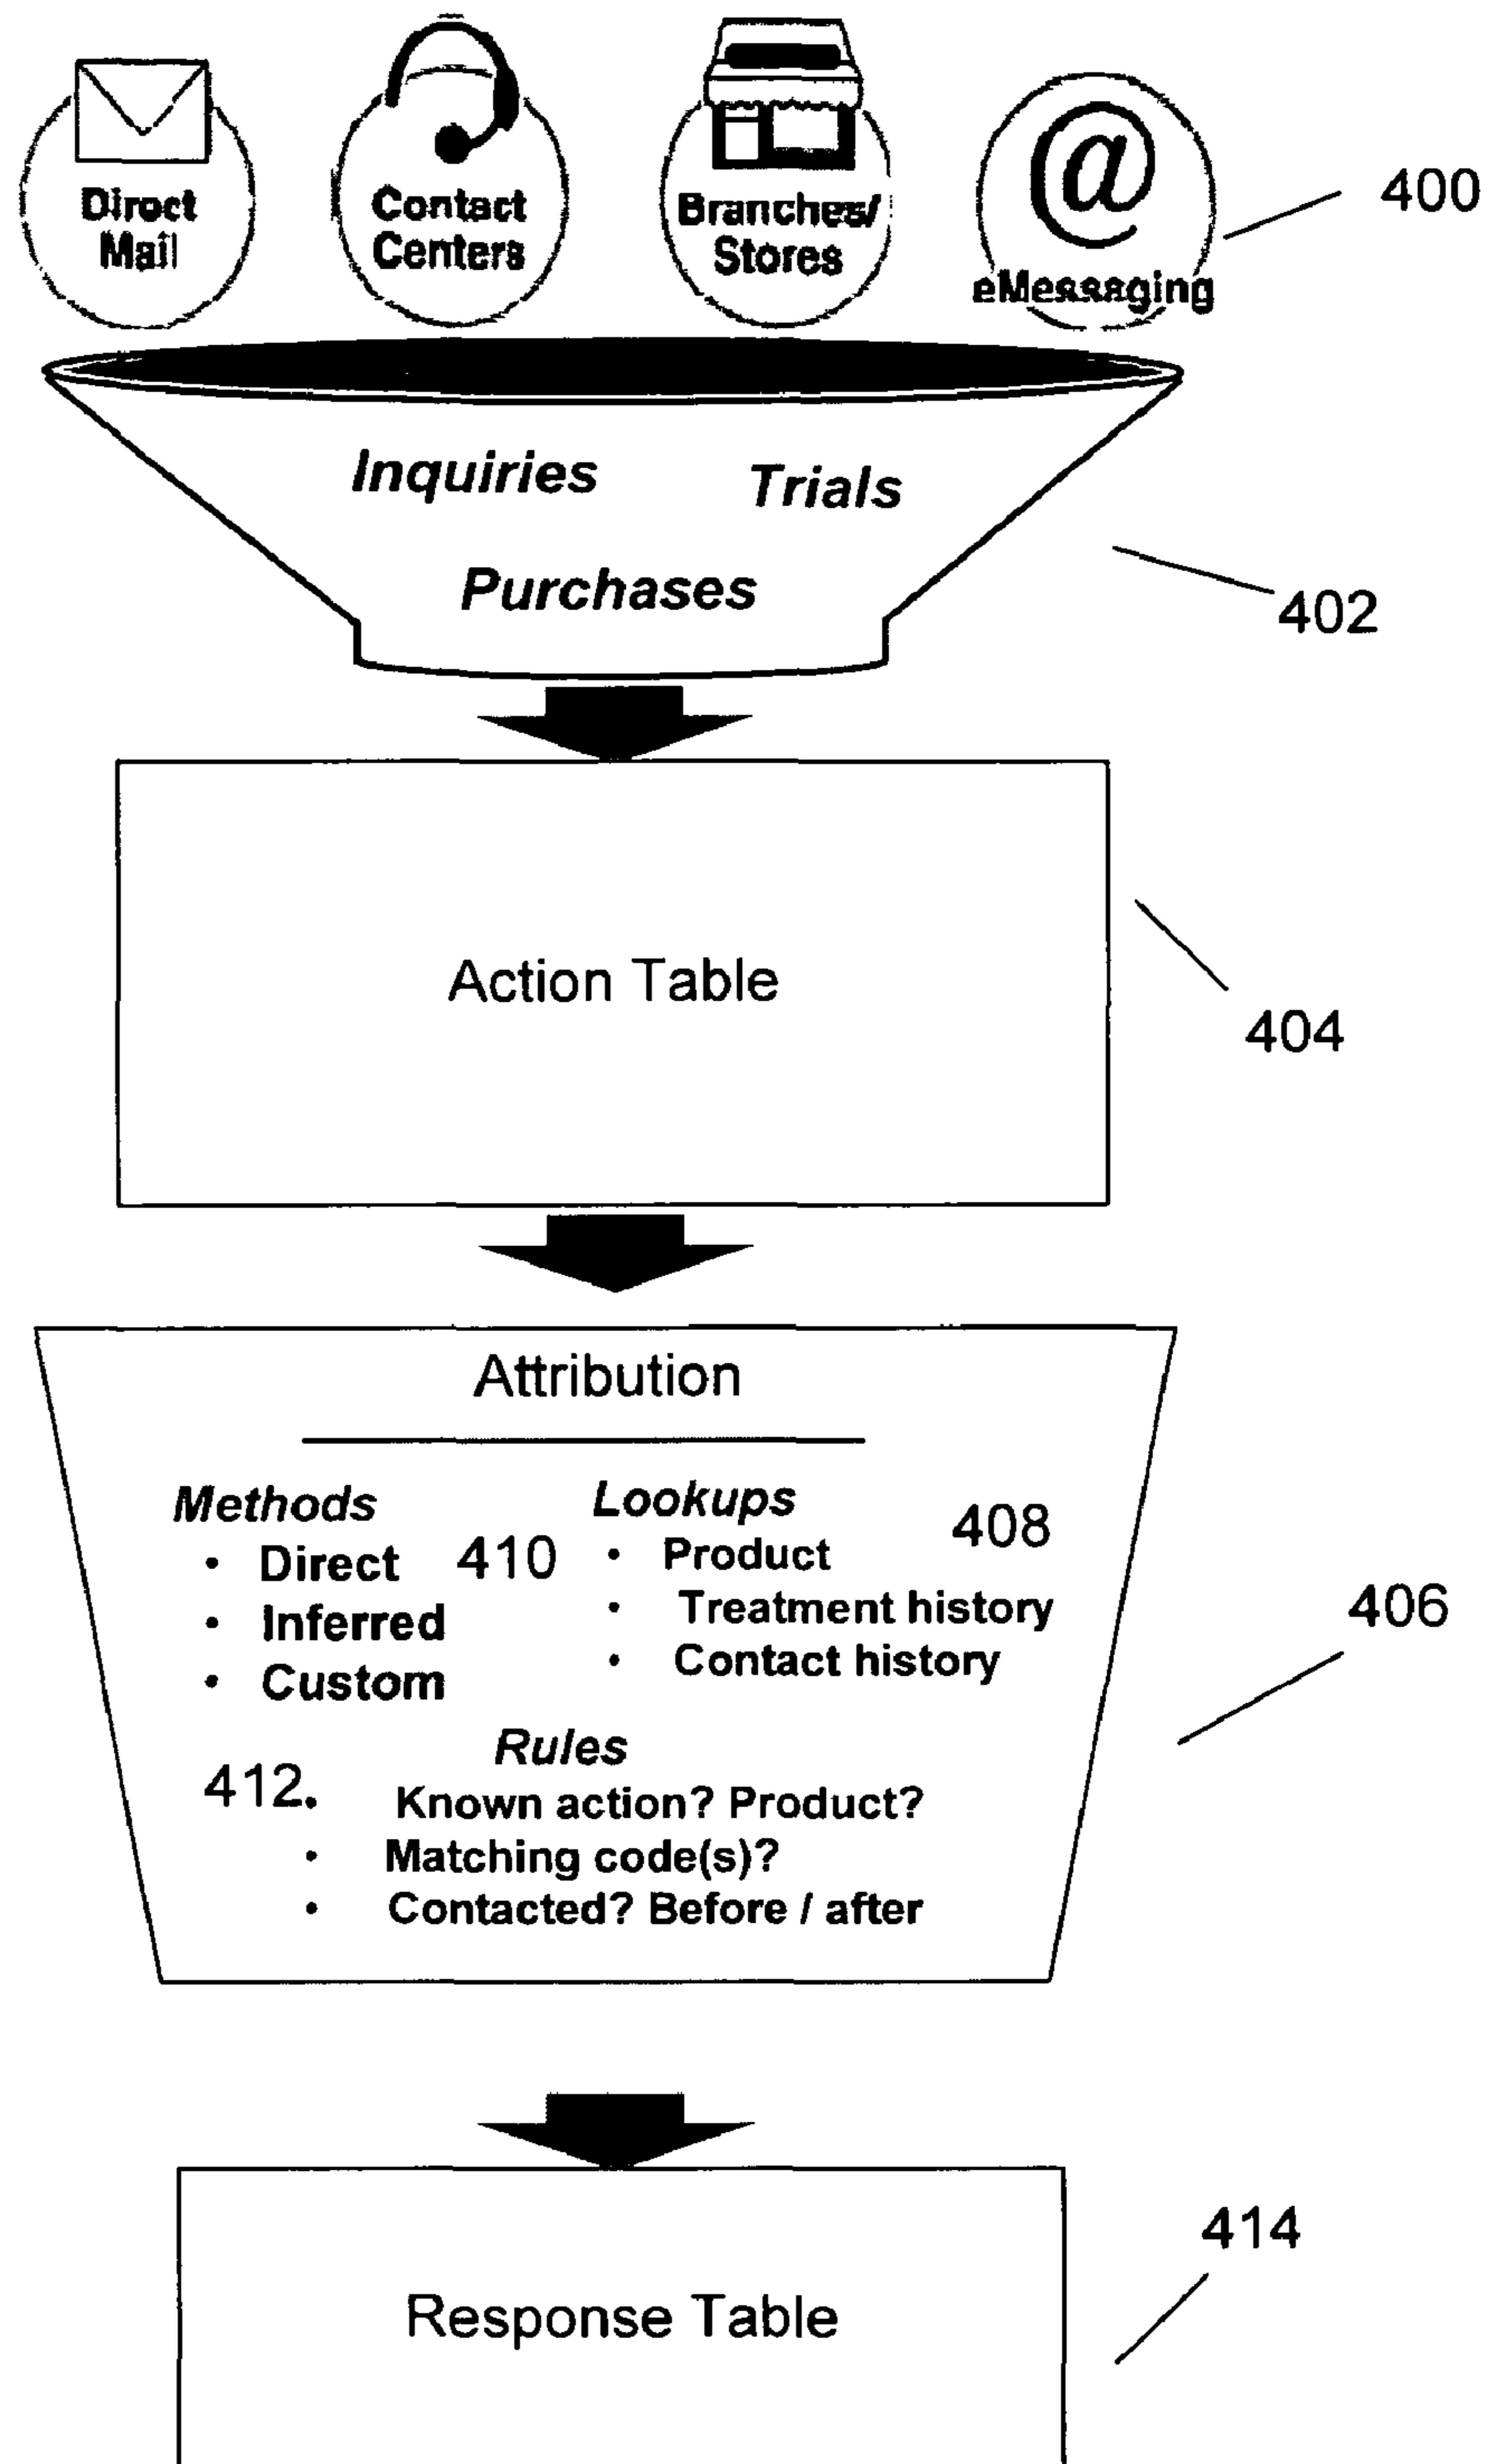 Direct
Mail
Contact
Centers
Branches/
Stores
eMessaging
400
Inquiries
Trials
Purchases
402
Action Table
404
Attribution
Methods
• Direct
• Inferred
• Custom
410
Lookups
• Product
• Treatment history
• Contact history
408
406
Rules
412
• Known action? Product?
• Matching code(s)?
• Contacted? Before / after
Response Table
414